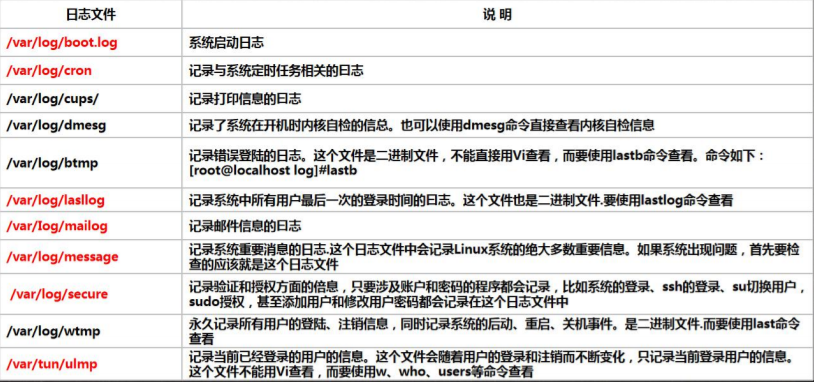 日志文件 说 明
/var/log/boot.log 系统启动日志
/var/log/cron 记录与系统定时任务相关的曰志
/var/log/cups/ 记录打印信息的曰志
/var/log/dmesg 记录了系统在开机时内核自检的信总。也可以使用dmesg命令直接查看内核自检信息
/var/log/btmp 记录错误登陆的日志。这个文件是二进制文件，不能直接用Vi查看，而要使用lastb命令查看。命令如下：
[root@localhost log]#lastb
/var/log/lasllog 记录系统中所有用户最后一次的登录时间的日志。这个文件也是二进制文件.要使用lastlog命令查看
/var/Iog/mailog 记录邮件信息的曰志
/var/log/message 记录系统重要消息的日志.这个日志文件中会记录Linux系统的绝大多数重要信息。如果系统出现问题，首先要检
查的应该就是这个日志文件
/var/log/secure 记录验证和授权方面的倍息，只要涉及账户和密码的程序都会记录，比如系统的登录、ssh的登录、su切换用户，
sudo授权，甚至添加用户和修改用户密码都会记录在这个日志文件中
/var/log/wtmp 永久记录所有用户的登陆、注销信息，同时记录系统的后动、重启、关机事件。是二进制文件.而要使用last命令
查看
/var/tun/ulmp 记录当前已经登录的用户的信息。这个文件会随着用户的登录和注销而不断变化，只记录当前登录用户的信息。
这个文件不能用Vi查看，而要使用w、who、users等命令查看